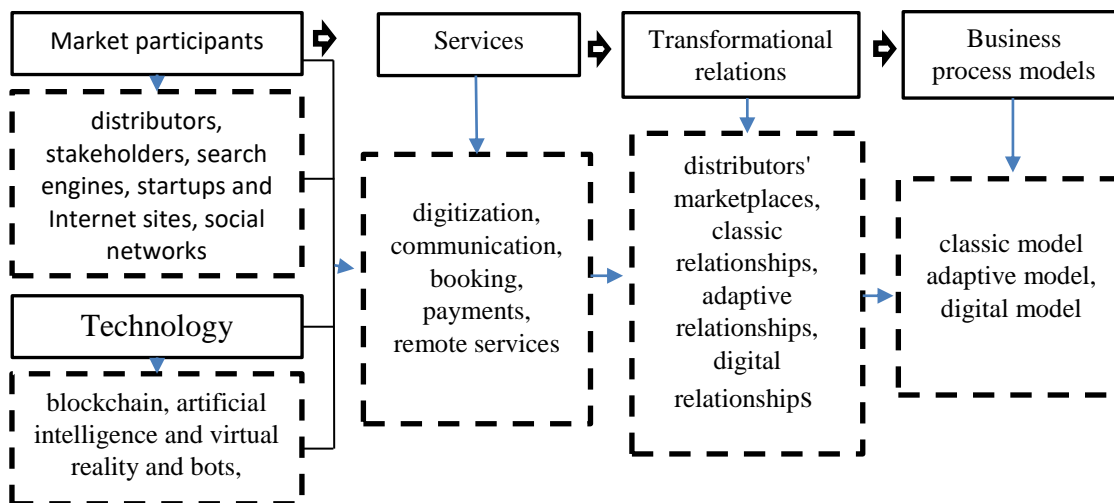 Market participants
distributors,
stakeholders, search
engines, startups and
Internet sites, social
networks
Technology
blockchain, artificial
intelligence and virtual
reality and bots,
Services
digitization,
communication,
booking,
payments,
remote services
Transformational
relations
distributors'
marketplaces,
classic
relationships,
adaptive
relationships,
digital
relationships
Business
process models
classic model
adaptive model,
digital model